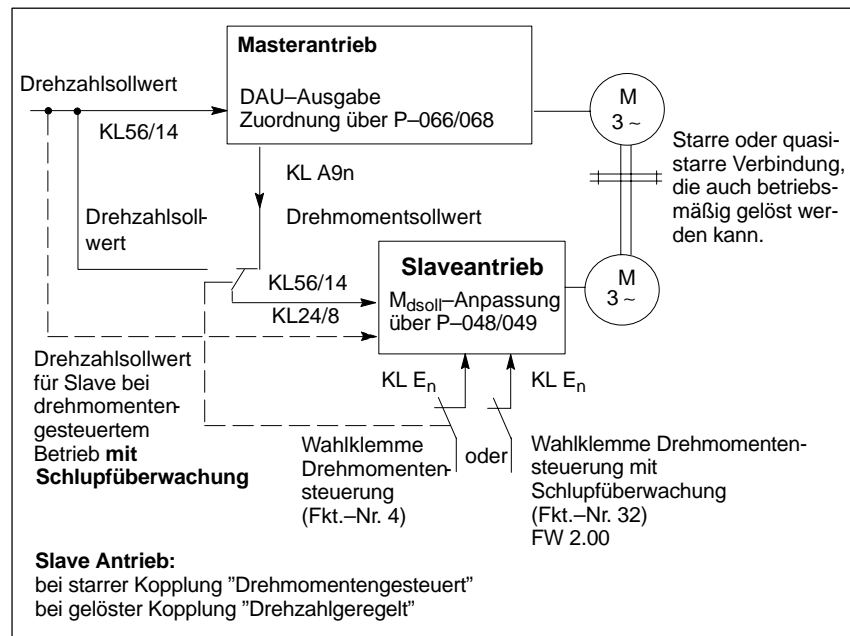 Masterantrieb
Drehzahlsollwert
DAU–Ausgabe
Zuordnung über P–066/068
KL56/14
M
3 ~
Starre oder quasi
starre Verbindung,
die auch betriebs-
mäßig gelöst wer-
den kann.
KL A9n
Drehzahlsoll-
wert
Drehmomentsollwert
Slaveantrieb
KL56/14
Mdsoll–Anpassung
über P–048/049
KL24/8
M
3 ~
Drehzahlsollwert
für Slave bei
drehmomenten-
gesteuertem
Betrieb mit
Schlupfüberwachung
KL En
KL En
Wahlklemme
Drehmomenten-
steuerung
(Fkt.–Nr. 4)
oder
Wahlklemme Drehmomenten-
steuerung mit
Schlupfüberwachung
(Fkt.–Nr. 32)
FW 2.00
Slave Antrieb:
bei starrer Kopplung ”Drehmomentengesteuert”
bei gelöster Kopplung ”Drehzahlgeregelt”